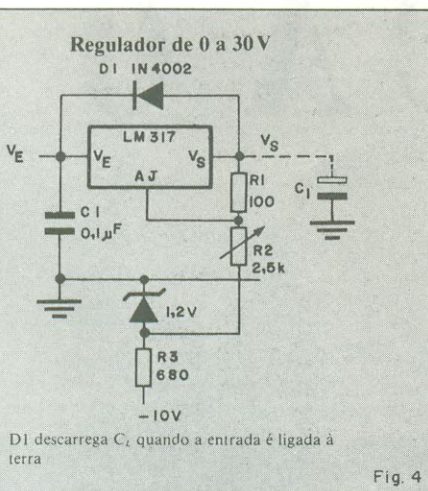 Regulador de 0 a 30 V
D1 1N4002
LM 317
VE
VE
VS
VS
AJ
R1
100
C1
C1
0,1µF
R2
2,5k
1,2V
R3
680
−10V
D1 descarrega CL quando a entrada é ligada à
terra
Fig. 4